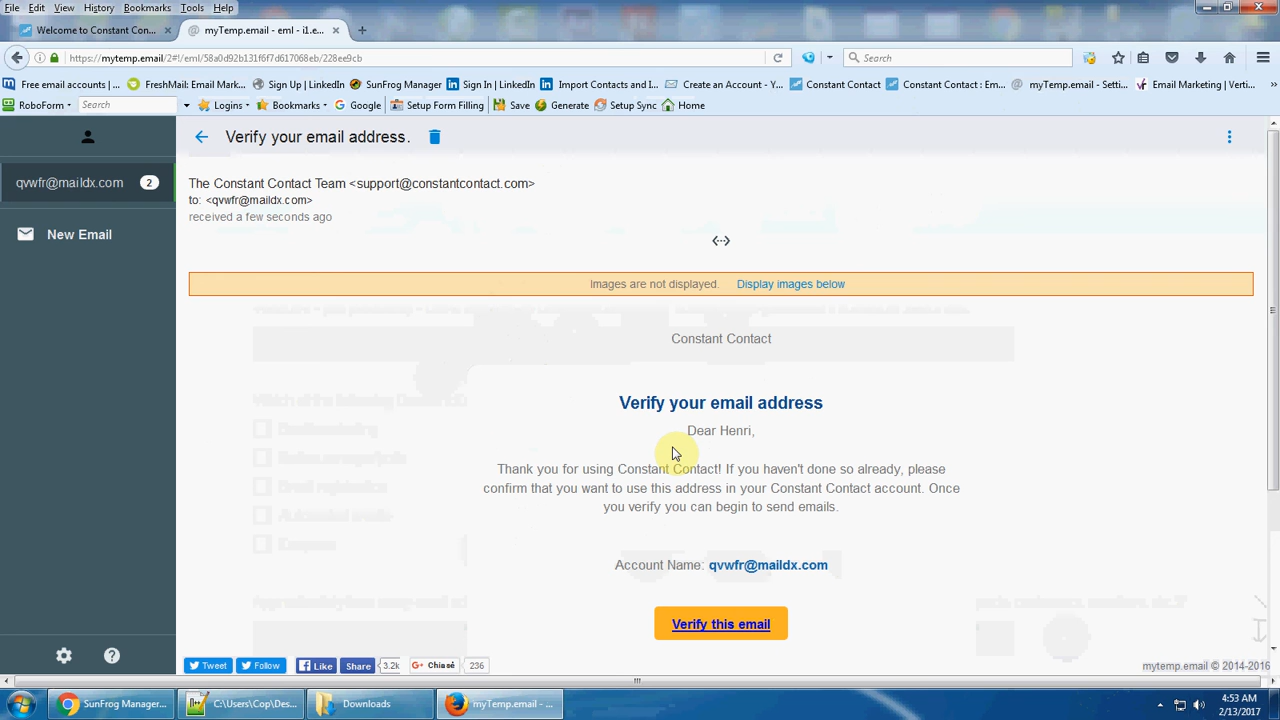 File Edit View History Bookmarks Tools Help
Welcome to Constant Con... × myTemp.email - eml - i1.e... × +
https://mytemp.email/2#!/eml/58a0d92b131f6f7d617068eb/228ee9cb Search
Free email accounts | ... FreshMail: Email Mark... Sign Up | LinkedIn SunFrog Manager Sign In | LinkedIn Import Contacts and I... Create an Account - Y... Constant Contact Constant Contact : Em... myTemp.email - Setti... Email Marketing | Verti... »
RoboForm Search Logins Bookmarks Google Setup Form Filling Save Generate Setup Sync Home
Verify your email address.
qvwfr@maildx.com 2
New Email
The Constant Contact Team <support@constantcontact.com>
to: <qvwfr@maildx.com>
received a few seconds ago
Images are not displayed. Display images below
Constant Contact
Verify your email address
Dear Henri,
Thank you for using Constant Contact! If you haven't done so already, please
confirm that you want to use this address in your Constant Contact account. Once
you verify you can begin to send emails.
Account Name: qvwfr@maildx.com
Verify this email
Tweet Follow Like Share 3.2k G+ 236
mytemp.email © 2014-2016
SunFrog Manager... C:\Users\Cop\Des... Downloads myTemp.email - ...
4:53 AM
2/13/2017